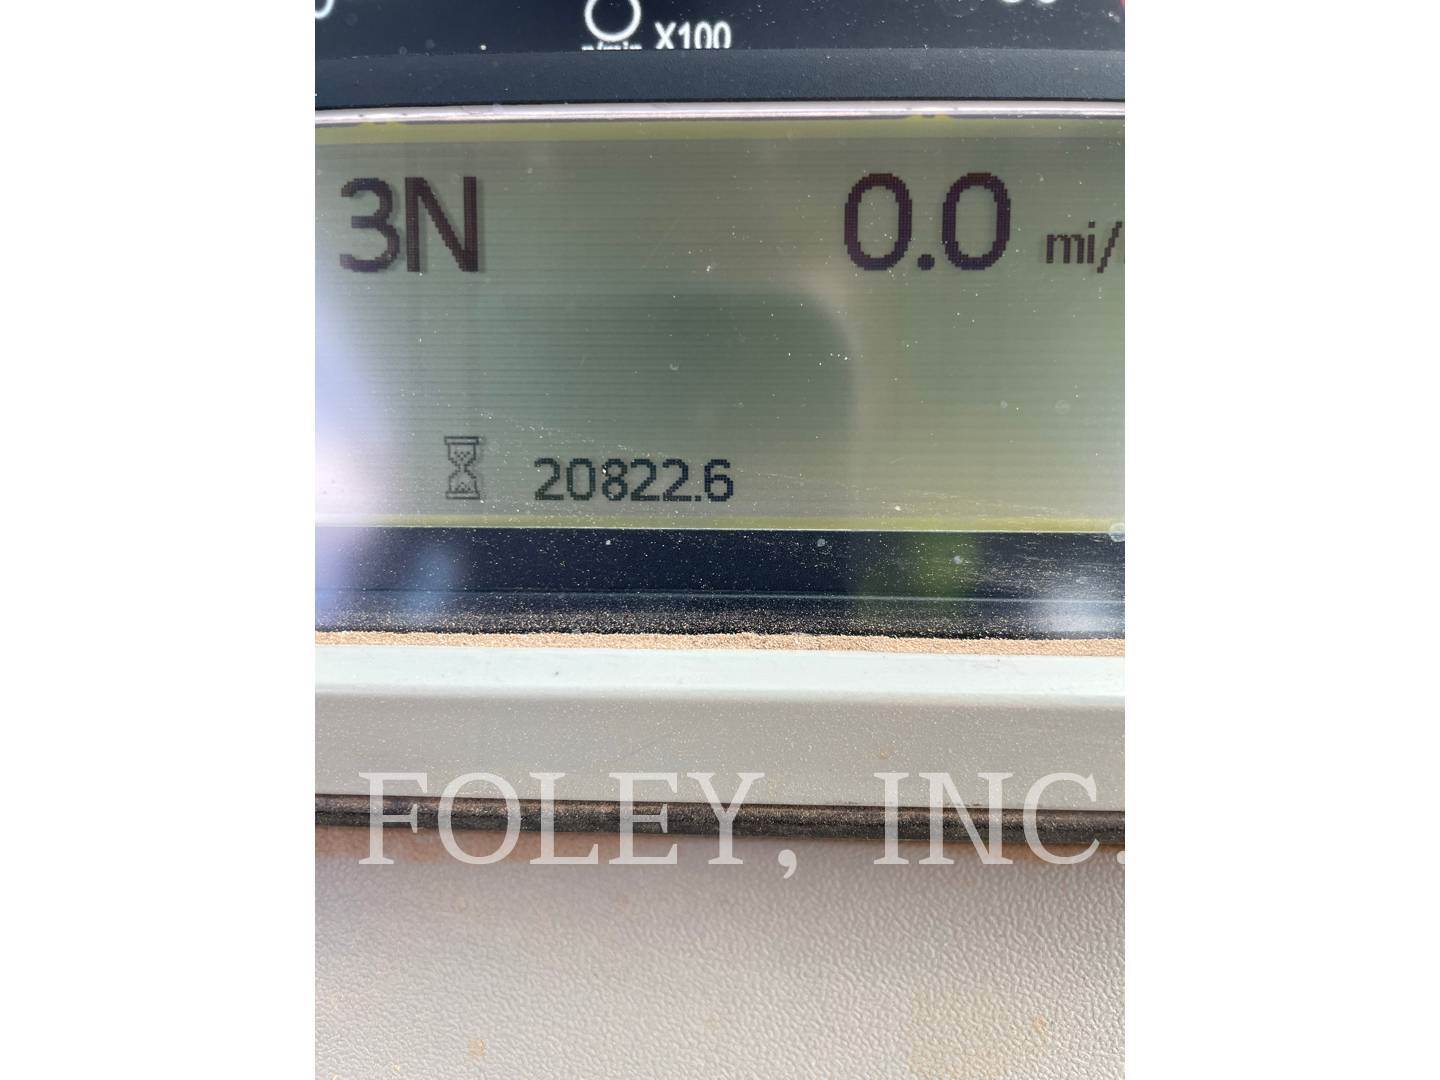 X100
3N 0.0 mi/
20822.6
FOLEY, INC.